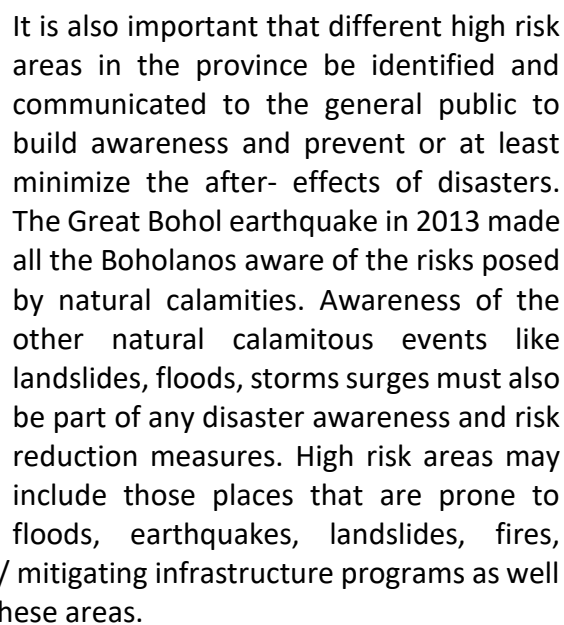 It is also important that different high risk
areas in the province be identified and
communicated to the general public to
build awareness and prevent or at least
minimize the after- effects of disasters.
The Great Bohol earthquake in 2013 made
all the Boholanos aware of the risks posed
by natural calamities. Awareness of the
other natural calamitous events like
landslides, floods, storms surges must also
be part of any disaster awareness and risk
reduction measures. High risk areas may
include those places that are prone to
floods, earthquakes, landslides, fires,
/ mitigating infrastructure programs as well
hese areas.